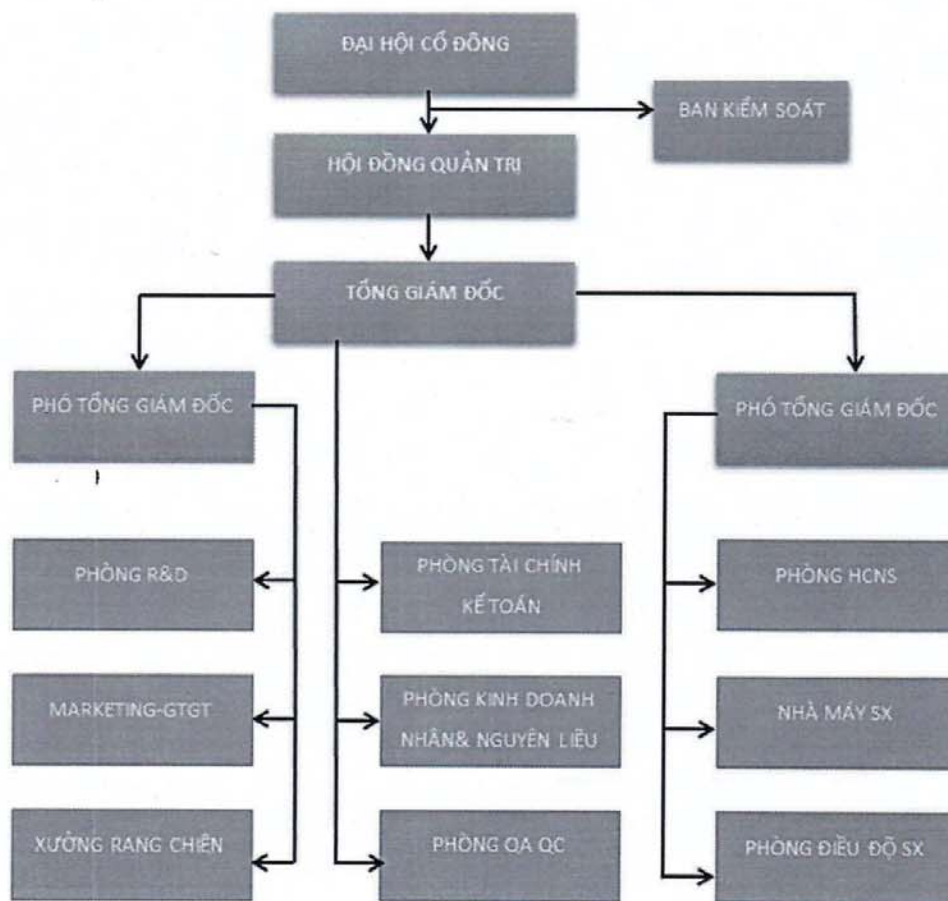 ĐẠI HỘI CỔ ĐÔNG
BAN KIỂM SOÁT
HỘI ĐỒNG QUẢN TRỊ
TỔNG GIÁM ĐỐC
PHÓ TỔNG GIÁM ĐỐC
PHÓ TỔNG GIÁM ĐỐC
PHÒNG R&D
PHÒNG TÀI CHÍNH
KẾ TOÁN
PHÒNG HCNS
MARKETING-GTGT
PHÒNG KINH DOANH
NHÂN& NGUYÊN LIỆU
NHÀ MÁY SX
XƯỞNG RANG CHIÊN
PHÒNG QA QC
PHÒNG ĐIỀU ĐỘ SX